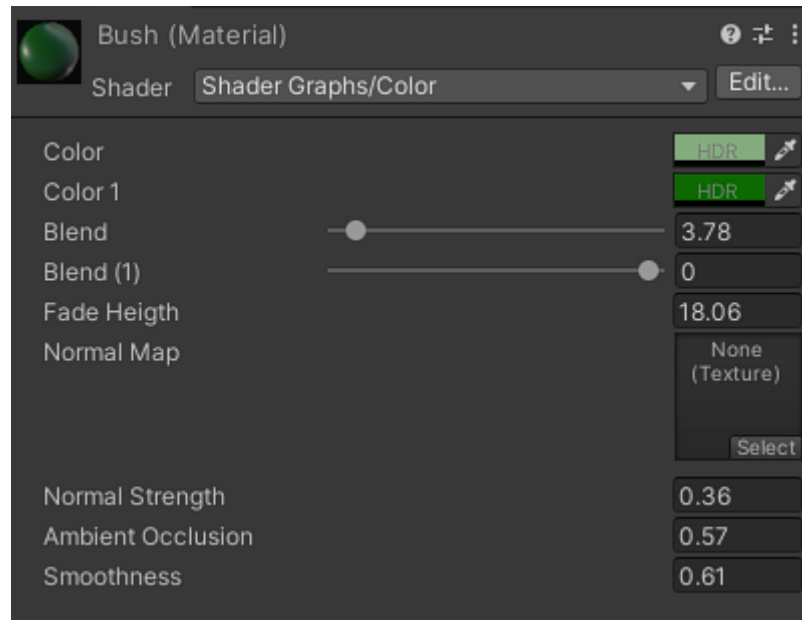 Bush (Material)
Shader Shader Graphs/Color Edit...
Color HDR
Color 1 HDR
Blend 3.78
Blend (1) 0
Fade Heigth 18.06
Normal Map None
(Texture)
Select
Normal Strength 0.36
Ambient Occlusion 0.57
Smoothness 0.61